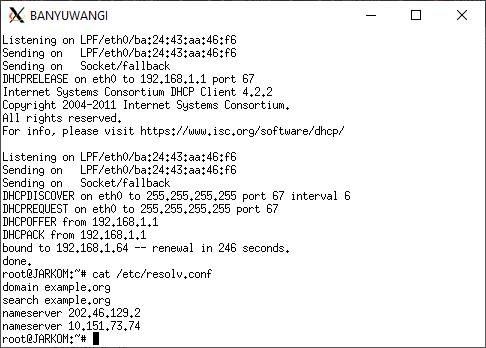 BANYUWANGI
Listening on LPF/eth0/ba:24:43:aa:46:f6
Sending on   LPF/eth0/ba:24:43:aa:46:f6
Sending on   Socket/fallback
DHCPRELEASE on eth0 to 192.168.1.1 port 67
Internet Systems Consortium DHCP Client 4.2.2
Copyright 2004-2011 Internet Systems Consortium.
All rights reserved.
For info, please visit https://www.isc.org/software/dhcp/

Listening on LPF/eth0/ba:24:43:aa:46:f6
Sending on   LPF/eth0/ba:24:43:aa:46:f6
Sending on   Socket/fallback
DHCPDISCOVER on eth0 to 255.255.255.255 port 67 interval 6
DHCPREQUEST on eth0 to 255.255.255.255 port 67
DHCPOFFER from 192.168.1.1
DHCPACK from 192.168.1.1
bound to 192.168.1.64 -- renewal in 246 seconds.
done.
root@JARKOM:~# cat /etc/resolv.conf
domain example.org
search example.org
nameserver 202.46.129.2
nameserver 10.151.73.74
root@JARKOM:~#